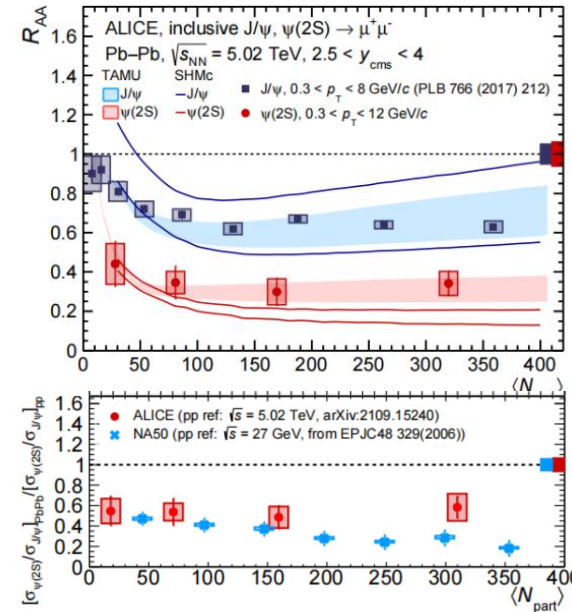 R_AA
1.6
1.4
1.2
1
0.8
0.6
0.4
0.2
0
ALICE, inclusive J/ψ, ψ(2S) → μ⁺μ⁻
Pb–Pb, √s_NN = 5.02 TeV, 2.5 < y_cms < 4
TAMU SHMc
J/ψ J/ψ J/ψ, 0.3 < p_T < 8 GeV/c (PLB 766 (2017) 212)
ψ(2S) ψ(2S) ψ(2S), 0.3 < p_T < 12 GeV/c
0 50 100 150 200 250 300 350 400
⟨N
[σ_ψ(2S)/σ_J/ψ]_PbPb/[σ_ψ(2S)/σ_J/ψ]_pp
1.6
1.4
1.2
1
0.8
0.6
0.4
0.2
0
ALICE (pp ref: √s = 5.02 TeV, arXiv:2109.15240)
NA50 (pp ref: √s = 27 GeV, from EPJC48 329(2006))
0 50 100 150 200 250 300 350 400
⟨N_part⟩